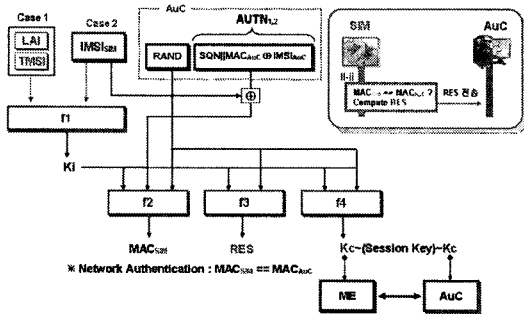 Case 1
Case 2
AuC
LAI
TMSI
IMSI_SIM
RAND
AUTN_1,2
SQN||MAC_AuC ⊕ IMSI_AuC
⊕
SIM
AuC
MAC_SIM == MAC_AuC ?
Compute RES
RES 전송
f1
Ki
f2
f3
f4
MAC_SIM
RES
Kc~(Session Key)~Kc
※ Network Authentication : MAC_SIM == MAC_AuC
ME
AuC